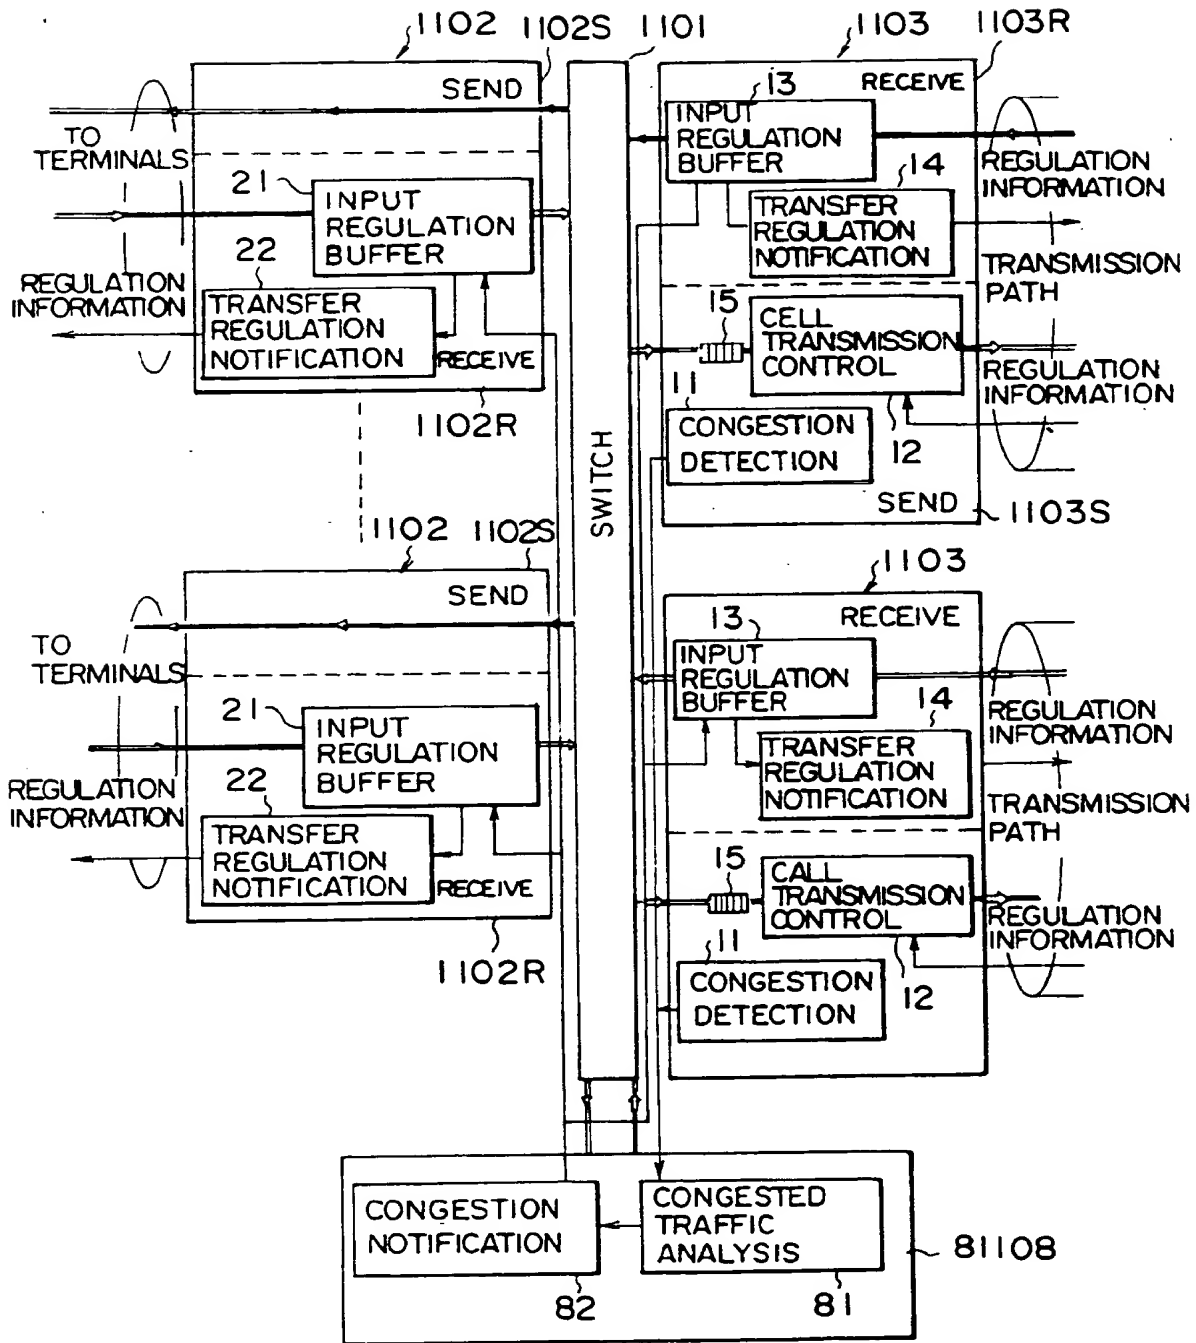 1102
1102S
SEND
TO
TERMINALS
21
INPUT
REGULATION
BUFFER
22
REGULATION
INFORMATION
TRANSFER
REGULATION
NOTIFICATION
RECEIVE
1102R
1102
1102S
SEND
TO
TERMINALS
21
INPUT
REGULATION
BUFFER
22
REGULATION
INFORMATION
TRANSFER
REGULATION
NOTIFICATION
RECEIVE
1102R
1101
SWITCH
1103
1103R
RECEIVE
13
INPUT
REGULATION
BUFFER
REGULATION
INFORMATION
14
TRANSFER
REGULATION
NOTIFICATION
TRANSMISSION
PATH
15
CELL
TRANSMISSION
CONTROL
REGULATION
INFORMATION
11
CONGESTION
DETECTION
12
SEND
1103S
1103
RECEIVE
13
INPUT
REGULATION
BUFFER
REGULATION
INFORMATION
14
TRANSFER
REGULATION
NOTIFICATION
TRANSMISSION
PATH
15
CALL
TRANSMISSION
CONTROL
REGULATION
INFORMATION
11
CONGESTION
DETECTION
12
CONGESTION
NOTIFICATION
82
CONGESTED
TRAFFIC
ANALYSIS
81
81108